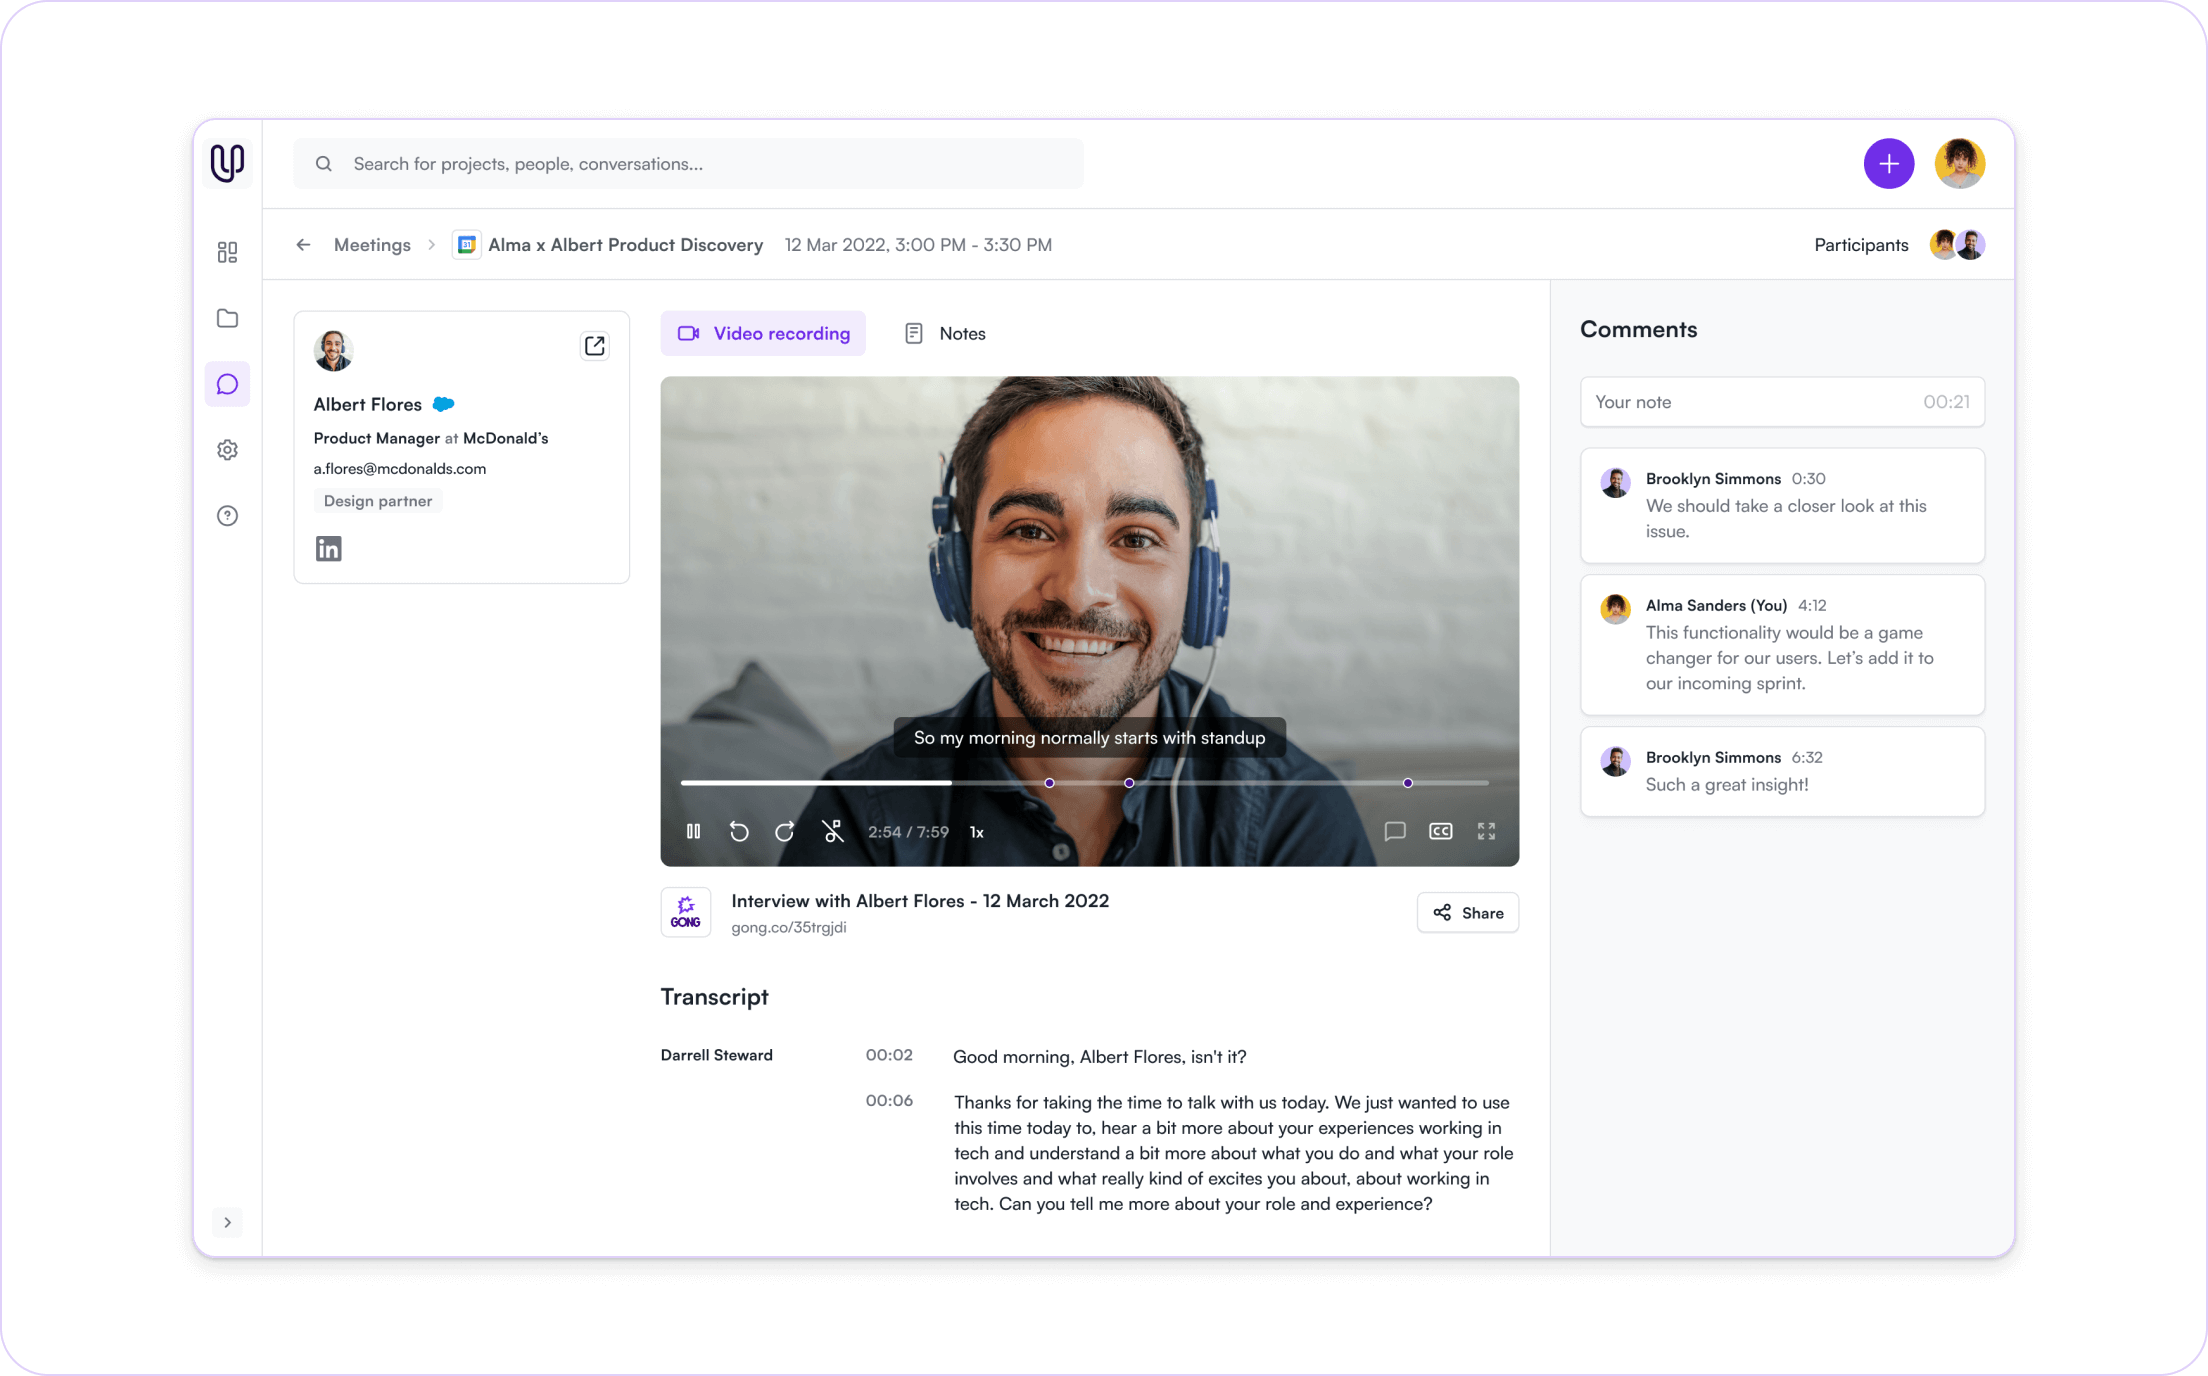 Search for projects, people, conversations...
Meetings
31
Alma x Albert Product Discovery
12 Mar 2022, 3:00 PM - 3:30 PM
Participants
Albert Flores
Product Manager at McDonald’s
a.flores@mcdonalds.com
Design partner
in
Video recording
Notes
So my morning normally starts with standup
2:54 / 7:59
1x
CC
GONG
Interview with Albert Flores - 12 March 2022
gong.co/35trgjdi
Share
Transcript
Darrell Steward
00:02
Good morning, Albert Flores, isn't it?
00:06
Thanks for taking the time to talk with us today. We just wanted to use
this time today to, hear a bit more about your experiences working in
tech and understand a bit more about what you do and what your role
involves and what really kind of excites you about, about working in
tech. Can you tell me more about your role and experience?
Comments
Your note
00:21
Brooklyn Simmons 0:30
We should take a closer look at this
issue.
Alma Sanders (You) 4:12
This functionality would be a game
changer for our users. Let’s add it to
our incoming sprint.
Brooklyn Simmons 6:32
Such a great insight!